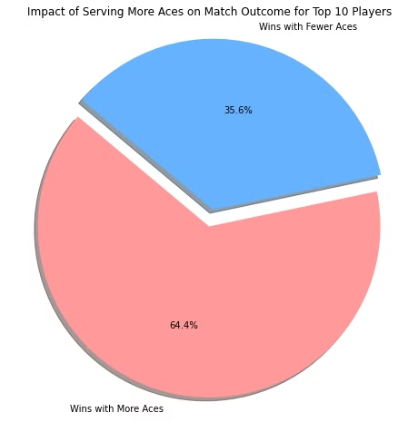 Impact of Serving More Aces on Match Outcome for Top 10 Players
Wins with Fewer Aces
35.6%
64.4%
Wins with More Aces